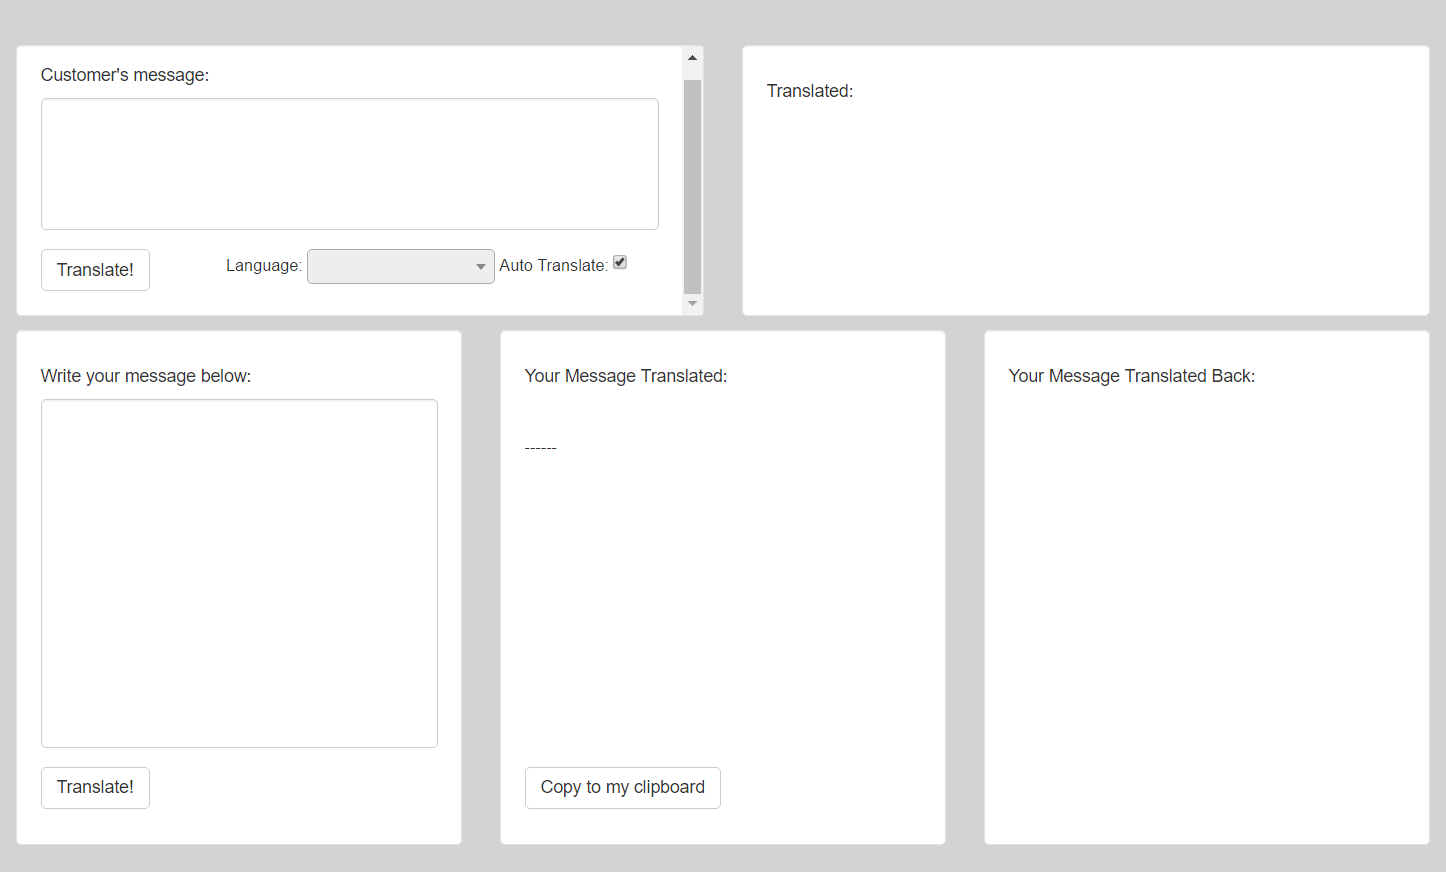 Customer's message:
Translated:
Translate!
Language:
Auto Translate:
Write your message below:
Your Message Translated:
Your Message Translated Back:
------
Translate!
Copy to my clipboard